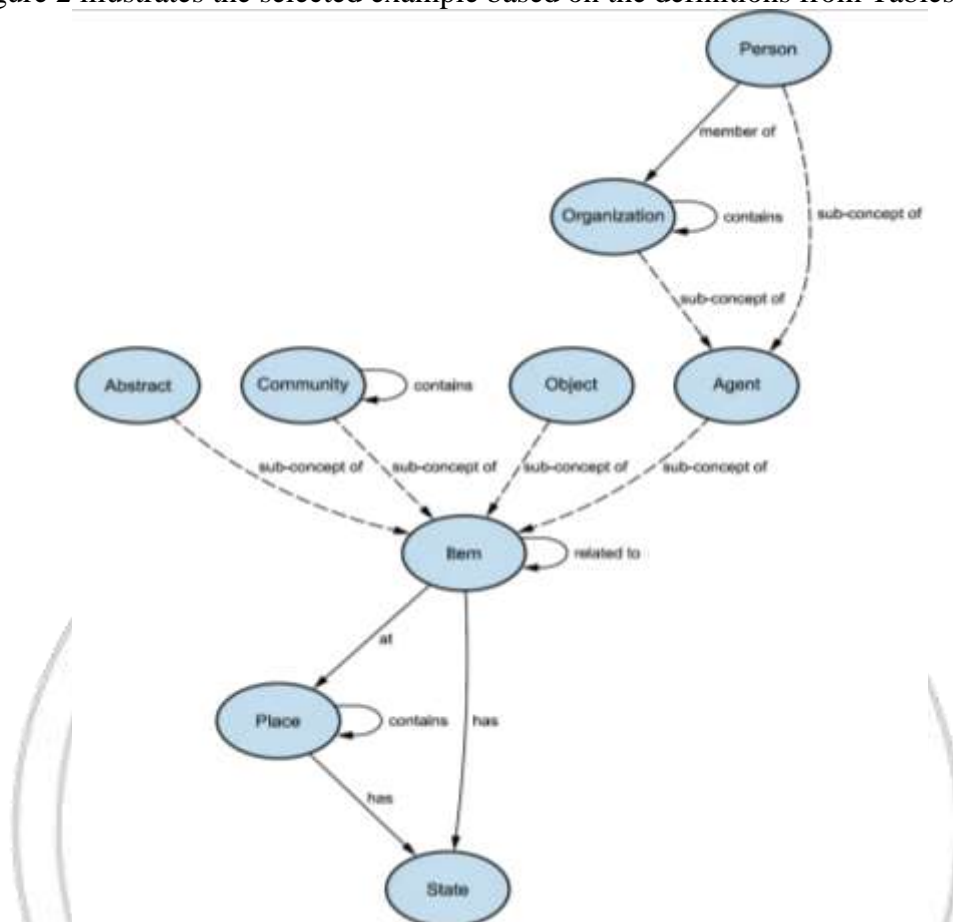 gure 2 illustrates the selected example based on the definitions from Tables
Person
member of
Organization
contains
sub-concept of
sub-concept of
Abstract
Community
contains
Object
Agent
sub-concept of
sub-concept of
sub-concept of
sub-concept of
Item
related to
at
Place
contains
has
has
State